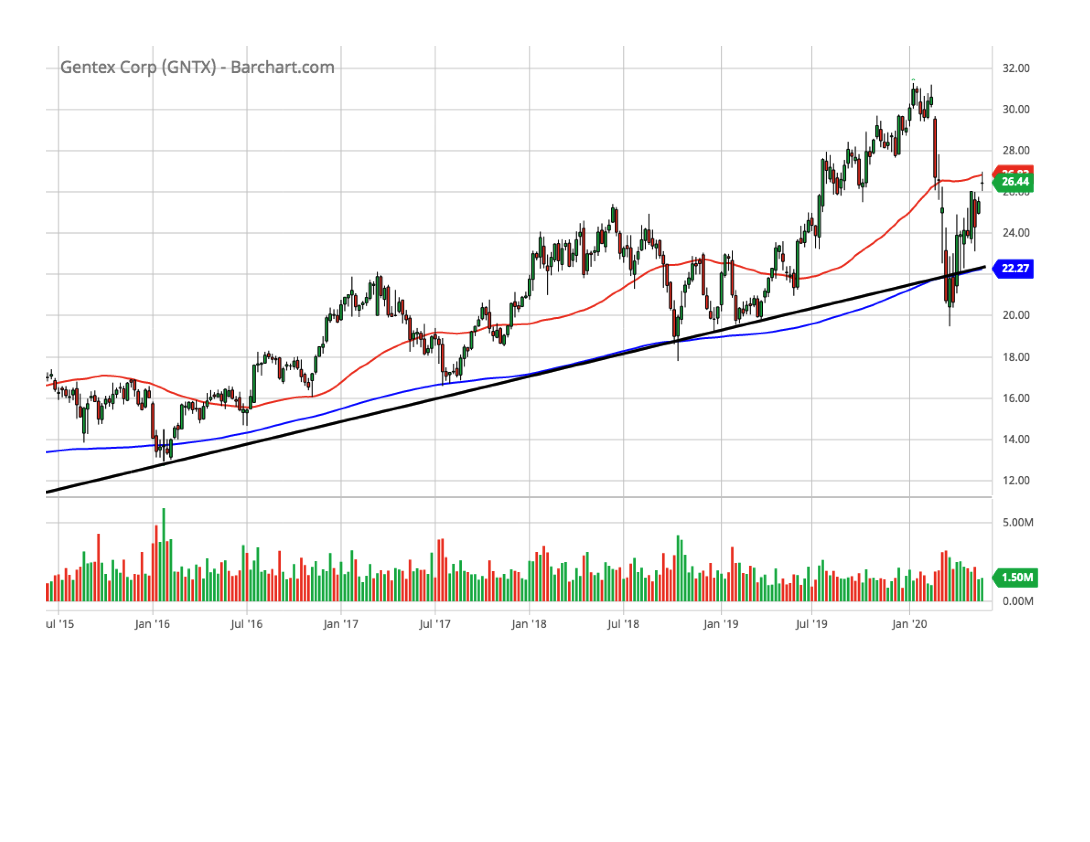 Gentex Corp (GNTX) - Barchart.com
32.00
30.00
28.00
26.44
24.00
22.27
20.00
18.00
16.00
14.00
12.00
5.00M
1.50M
0.00M
ul '15
Jan '16
Jul '16
Jan '17
Jul '17
Jan '18
Jul '18
Jan '19
Jul '19
Jan '20